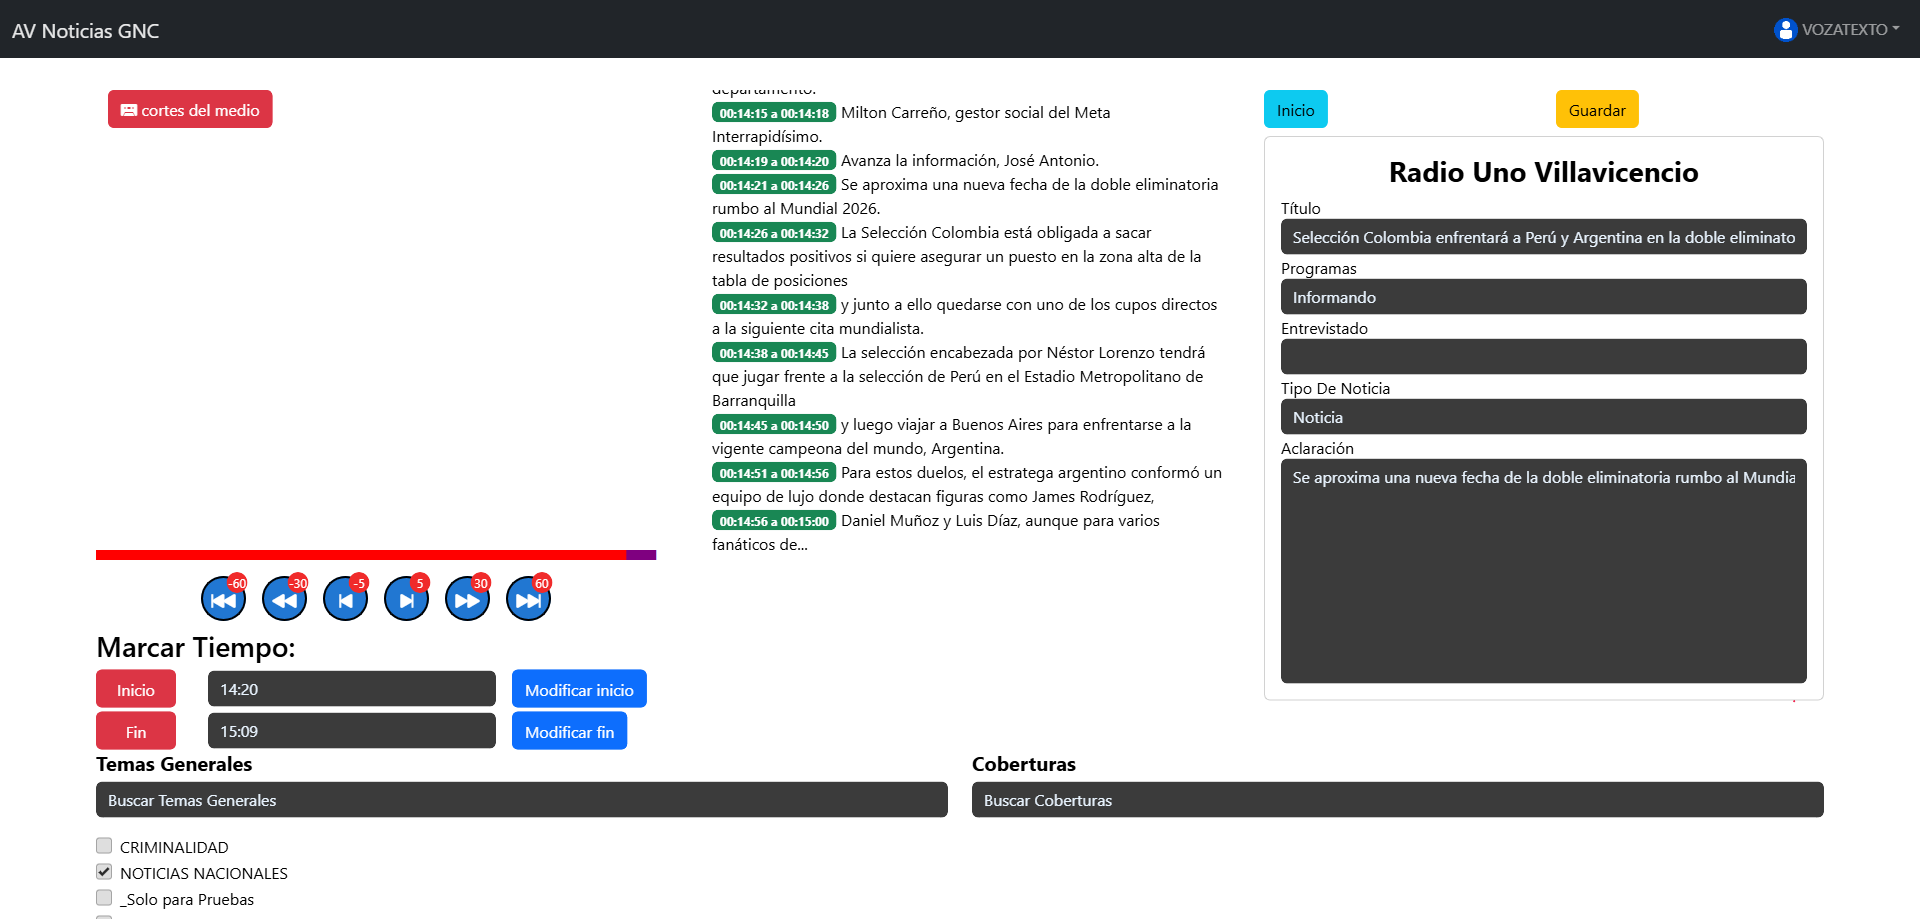 AV Noticias GNC
VOZATEXTO
cortes del medio
departamento.
00:14:15 a 00:14:18 Milton Carreño, gestor social del Meta
Interrapidísimo.
00:14:19 a 00:14:20 Avanza la información, José Antonio.
00:14:21 a 00:14:26 Se aproxima una nueva fecha de la doble eliminatoria
rumbo al Mundial 2026.
00:14:26 a 00:14:32 La Selección Colombia está obligada a sacar
resultados positivos si quiere asegurar un puesto en la zona alta de la
tabla de posiciones
00:14:32 a 00:14:38 y junto a ello quedarse con uno de los cupos directos
a la siguiente cita mundialista.
00:14:38 a 00:14:45 La selección encabezada por Néstor Lorenzo tendrá
que jugar frente a la selección de Perú en el Estadio Metropolitano de
Barranquilla
00:14:45 a 00:14:50 y luego viajar a Buenos Aires para enfrentarse a la
vigente campeona del mundo, Argentina.
00:14:51 a 00:14:56 Para estos duelos, el estratega argentino conformó un
equipo de lujo donde destacan figuras como James Rodríguez,
00:14:56 a 00:15:00 Daniel Muñoz y Luis Díaz, aunque para varios
fanáticos de...
Inicio
Guardar
Radio Uno Villavicencio
Título
Selección Colombia enfrentará a Perú y Argentina en la doble eliminato
Programas
Informando
Entrevistado
Tipo De Noticia
Noticia
Aclaración
Se aproxima una nueva fecha de la doble eliminatoria rumbo al Mundia
-60
-30
-5
5
30
60
Marcar Tiempo:
Inicio
14:20
Modificar inicio
Fin
15:09
Modificar fin
Temas Generales
Buscar Temas Generales
CRIMINALIDAD
NOTICIAS NACIONALES
_Solo para Pruebas
Coberturas
Buscar Coberturas